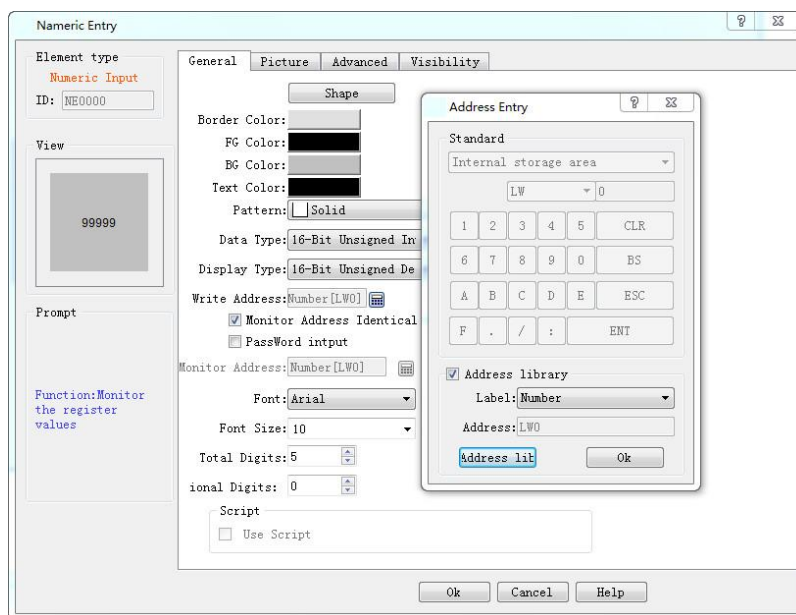 Nameric Entry
Element type
Numeric Input
ID: NE0000
View
99999
Prompt
Function:Monitor
the register
values
General Picture Advanced Visibility
Shape
Border Color:
FG Color:
BG Color:
Text Color:
Pattern: Solid
Data Type: 16-Bit Unsigned In
Display Type: 16-Bit Unsigned De
Write Address: Number[LW0]
Monitor Address Identical
PassWord intput
Monitor Address: Number[LW0]
Font: Arial
Font Size: 10
Total Digits: 5
ional Digits: 0
Script
Use Script
Ok Cancel Help
Address Entry
Standard
Internal storage area
LW 0
1 2 3 4 5 CLR
6 7 8 9 0 BS
A B C D E ESC
F . / : ENT
Address library
Label: Number
Address: LW0
Address lib Ok